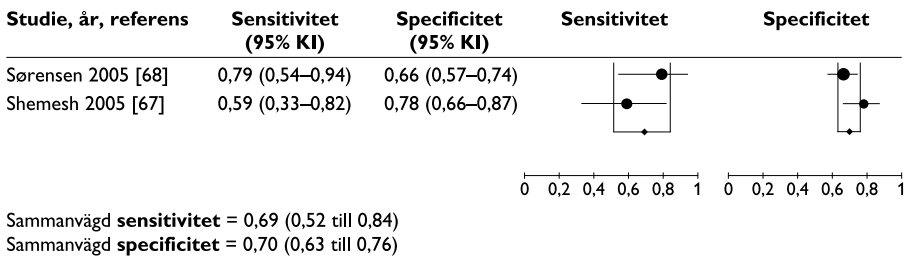 Studie, år, referens Sensitivitet Specificitet Sensitivitet Specificitet
(95% KI) (95% KI)
Sørensen 2005 [68] 0,79 (0,54–0,94) 0,66 (0,57–0,74)
Shemesh 2005 [67] 0,59 (0,33–0,82) 0,78 (0,66–0,87)
0 0,2 0,4 0,6 0,8 1 0 0,2 0,4 0,6 0,8 1
Sammanvägd sensitivitet = 0,69 (0,52 till 0,84)
Sammanvägd specificitet = 0,70 (0,63 till 0,76)